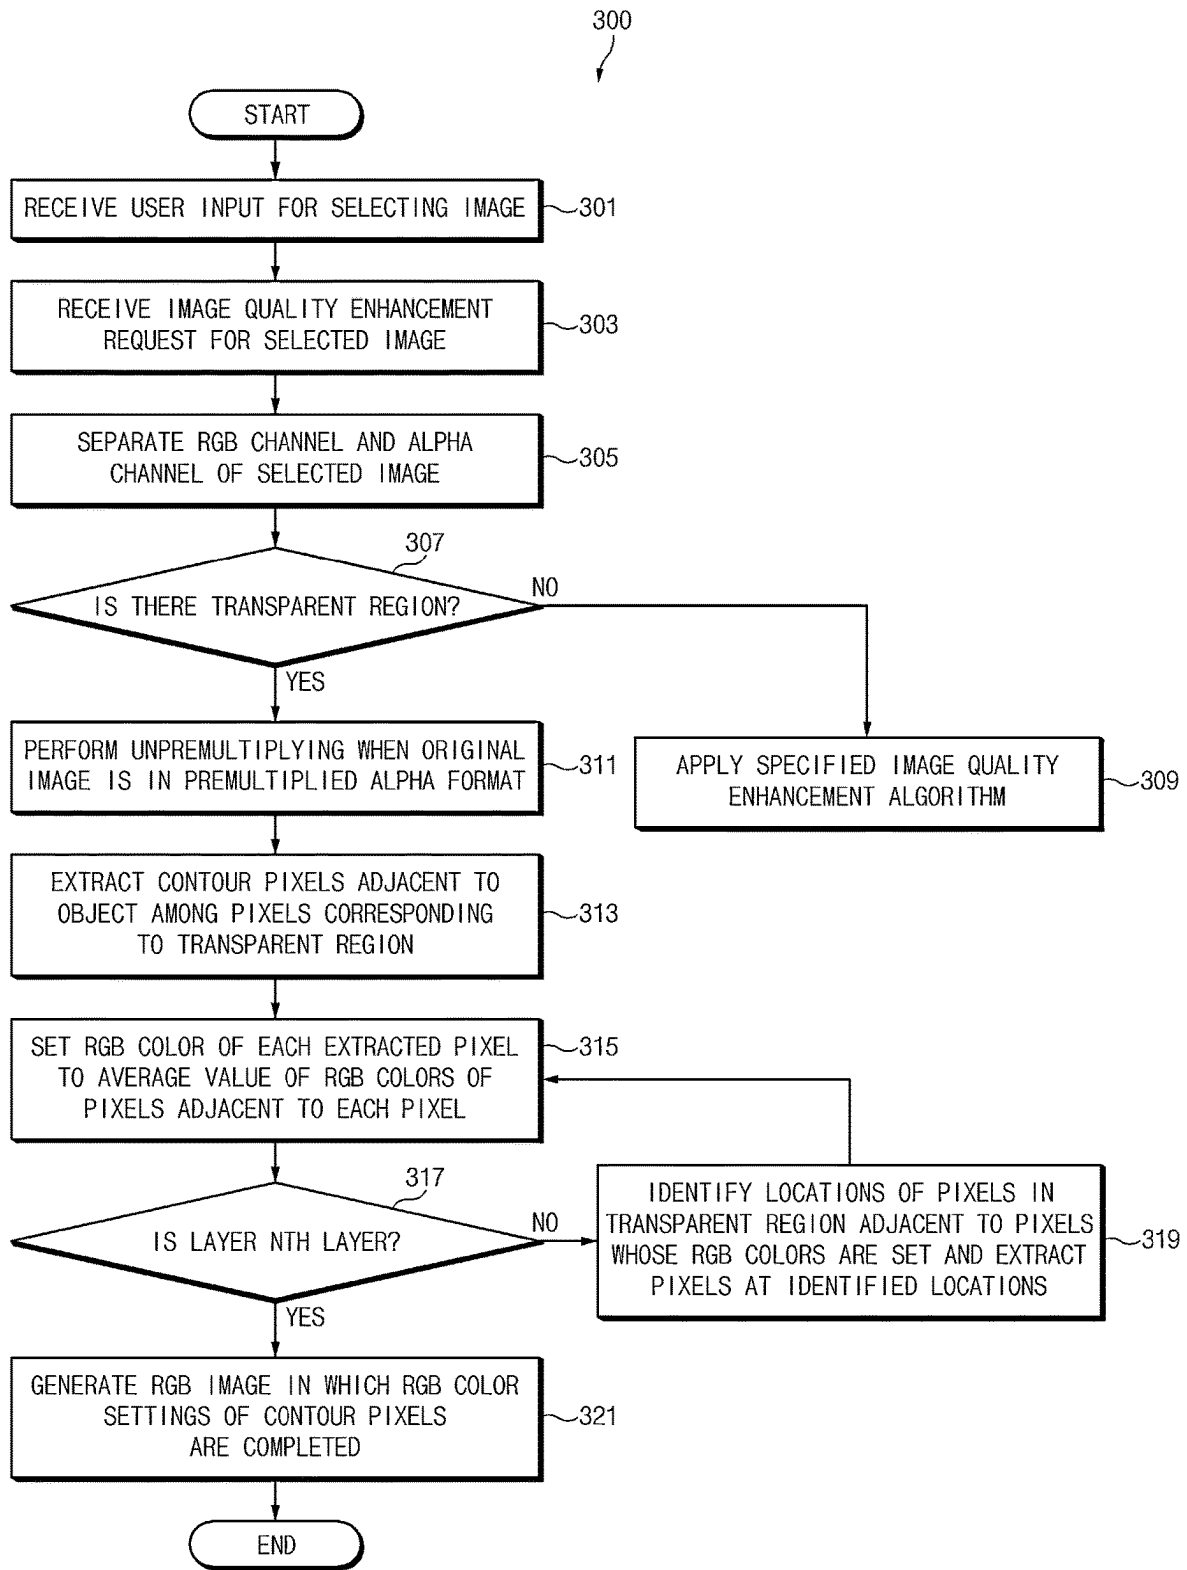 300
START
RECEIVE USER INPUT FOR SELECTING IMAGE
301
RECEIVE IMAGE QUALITY ENHANCEMENT
REQUEST FOR SELECTED IMAGE
303
SEPARATE RGB CHANNEL AND ALPHA
CHANNEL OF SELECTED IMAGE
305
307
IS THERE TRANSPARENT REGION?
NO
YES
PERFORM UNPREMULTIPLYING WHEN ORIGINAL
IMAGE IS IN PREMULTIPLIED ALPHA FORMAT
311
APPLY SPECIFIED IMAGE QUALITY
ENHANCEMENT ALGORITHM
309
EXTRACT CONTOUR PIXELS ADJACENT TO
OBJECT AMONG PIXELS CORRESPONDING
TO TRANSPARENT REGION
313
SET RGB COLOR OF EACH EXTRACTED PIXEL
TO AVERAGE VALUE OF RGB COLORS OF
PIXELS ADJACENT TO EACH PIXEL
315
317
IS LAYER NTH LAYER?
NO
YES
IDENTIFY LOCATIONS OF PIXELS IN
TRANSPARENT REGION ADJACENT TO PIXELS
WHOSE RGB COLORS ARE SET AND EXTRACT
PIXELS AT IDENTIFIED LOCATIONS
319
GENERATE RGB IMAGE IN WHICH RGB COLOR
SETTINGS OF CONTOUR PIXELS
ARE COMPLETED
321
END